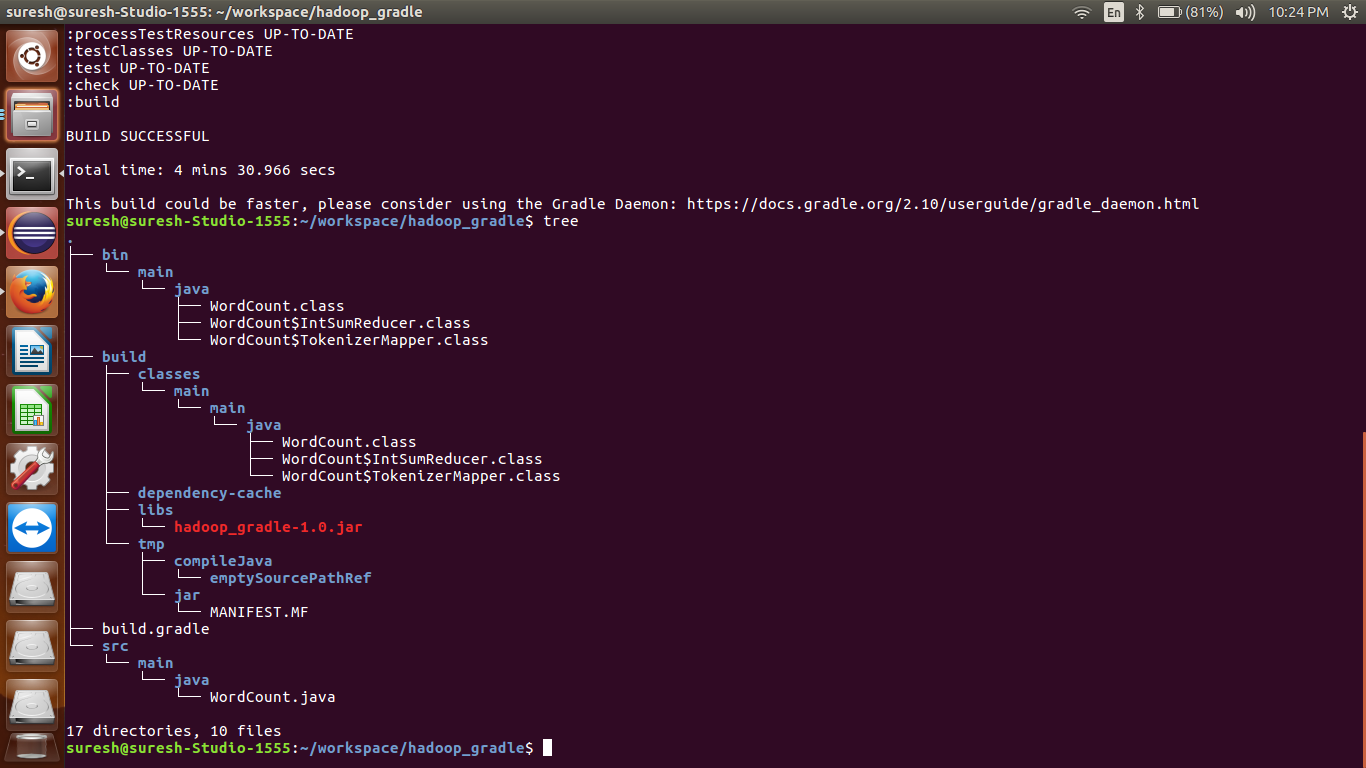 suresh@suresh-Studio-1555: ~/workspace/hadoop_gradle En (81%) 10:24 PM
:processTestResources UP-TO-DATE
:testClasses UP-TO-DATE
:test UP-TO-DATE
:check UP-TO-DATE
:build
BUILD SUCCESSFUL
Total time: 4 mins 30.966 secs
This build could be faster, please consider using the Gradle Daemon: https://docs.gradle.org/2.10/userguide/gradle_daemon.html
suresh@suresh-Studio-1555:~/workspace/hadoop_gradle$ tree
.
├── bin
│   └── main
│       └── java
│           ├── WordCount.class
│           ├── WordCount$IntSumReducer.class
│           └── WordCount$TokenizerMapper.class
├── build
│   ├── classes
│   │   └── main
│   │       └── main
│   │           └── java
│   │               ├── WordCount.class
│   │               ├── WordCount$IntSumReducer.class
│   │               └── WordCount$TokenizerMapper.class
│   ├── dependency-cache
│   ├── libs
│   │   └── hadoop_gradle-1.0.jar
│   └── tmp
│       ├── compileJava
│       │   └── emptySourcePathRef
│       └── jar
│           └── MANIFEST.MF
├── build.gradle
└── src
    └── main
        └── java
            └── WordCount.java
17 directories, 10 files
suresh@suresh-Studio-1555:~/workspace/hadoop_gradle$